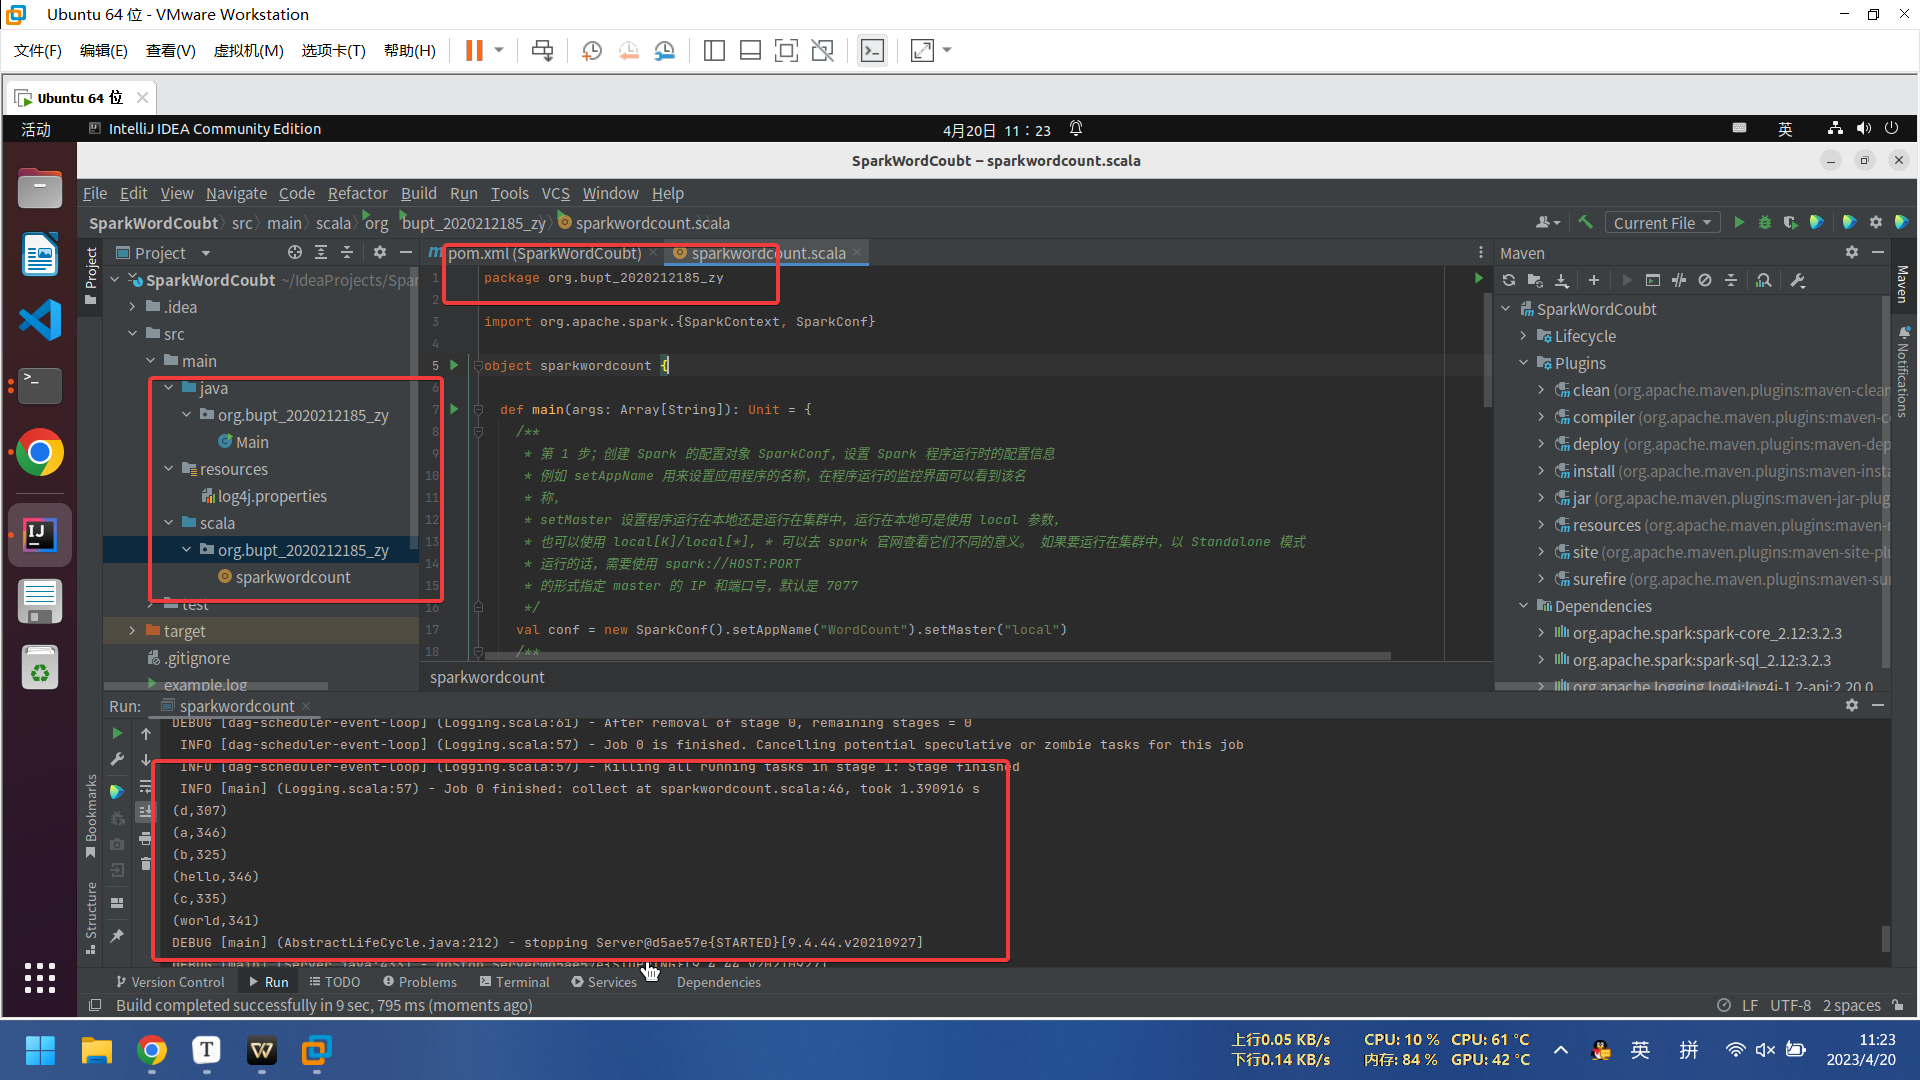 Ubuntu 64 位 - VMware Workstation
文件(F) 编辑(E) 查看(V) 虚拟机(M) 选项卡(T) 帮助(H)
Ubuntu 64 位
活动 IntelliJ IDEA Community Edition 4月20日 11：23 英
SparkWordCoubt – sparkwordcount.scala
File Edit View Navigate Code Refactor Build Run Tools VCS Window Help
SparkWordCoubt src main scala org bupt_2020212185_zy sparkwordcount.scala Current File
Project
Project
SparkWordCoubt ~/IdeaProjects/Spar
.idea
src
main
java
org.bupt_2020212185_zy
Main
resources
log4j.properties
scala
org.bupt_2020212185_zy
sparkwordcount
test
target
.gitignore
example.log
pom.xml (SparkWordCoubt) sparkwordcount.scala
1 package org.bupt_2020212185_zy
2
3 import org.apache.spark.{SparkContext, SparkConf}
4
5 object sparkwordcount {
6
7 def main(args: Array[String]): Unit = {
8 /**
9 * 第 1 步；创建 Spark 的配置对象 SparkConf，设置 Spark 程序运行时的配置信息
10 * 例如 setAppName 用来设置应用程序的名称，在程序运行的监控界面可以看到该名
11 * 称，
12 * setMaster 设置程序运行在本地还是运行在集群中，运行在本地可是使用 local 参数，
13 * 也可以使用 local[K]/local[*], * 可以去 spark 官网查看它们不同的意义。 如果要运行在集群中，以 Standalone 模式
14 * 运行的话，需要使用 spark://HOST:PORT
15 * 的形式指定 master 的 IP 和端口号，默认是 7077
16 */
17 val conf = new SparkConf().setAppName("WordCount").setMaster("local")
18 /**
sparkwordcount
Maven
SparkWordCoubt
Lifecycle
Plugins
clean (org.apache.maven.plugins:maven-clean
compiler (org.apache.maven.plugins:maven-c
deploy (org.apache.maven.plugins:maven-dep
install (org.apache.maven.plugins:maven-insta
jar (org.apache.maven.plugins:maven-jar-plug
resources (org.apache.maven.plugins:maven-r
site (org.apache.maven.plugins:maven-site-plu
surefire (org.apache.maven.plugins:maven-sur
Dependencies
org.apache.spark:spark-core_2.12:3.2.3
org.apache.spark:spark-sql_2.12:3.2.3
org.apache.logging.log4j:log4j-1.2-api:2.20.0
Maven
Notifications
Run: sparkwordcount
DEBUG [dag-scheduler-event-loop] (Logging.scala:61) - After removal of stage 0, remaining stages = 0
INFO [dag-scheduler-event-loop] (Logging.scala:57) - Job 0 is finished. Cancelling potential speculative or zombie tasks for this job
INFO [dag-scheduler-event-loop] (Logging.scala:57) - Killing all running tasks in stage 1: Stage finished
INFO [main] (Logging.scala:57) - Job 0 finished: collect at sparkwordcount.scala:46, took 1.390916 s
(d,307)
(a,346)
(b,325)
(hello,346)
(c,335)
(world,341)
DEBUG [main] (AbstractLifeCycle.java:212) - stopping Server@d5ae57e{STARTED}[9.4.44.v20210927]
DEBUG [main] (Server.java:433) - doStop Server@d5ae57e{STOPPING}[9.4.44.v20210927]
Bookmarks
Structure
Version Control Run TODO Problems Terminal Services Dependencies
Build completed successfully in 9 sec, 795 ms (moments ago) LF UTF-8 2 spaces
上行0.05 KB/s CPU: 10 % CPU: 61 °C
下行0.14 KB/s 内存: 84 % GPU: 42 °C
英 拼
11:23
2023/4/20